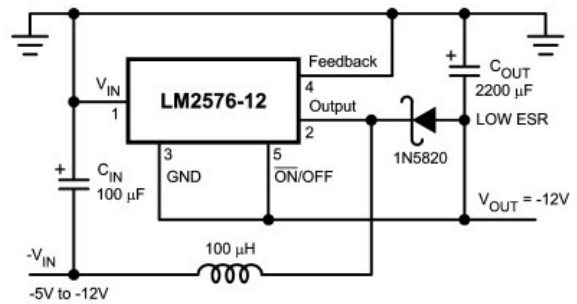 Feedback
+
C_OUT
2200 µF
V_IN
4
LM2576-12
Output
1
2
LOW ESR
+
3
5
1N5820
C_IN
100 µF
GND
ON/OFF
V_OUT = -12V
100 µH
-V_IN
-5V to -12V